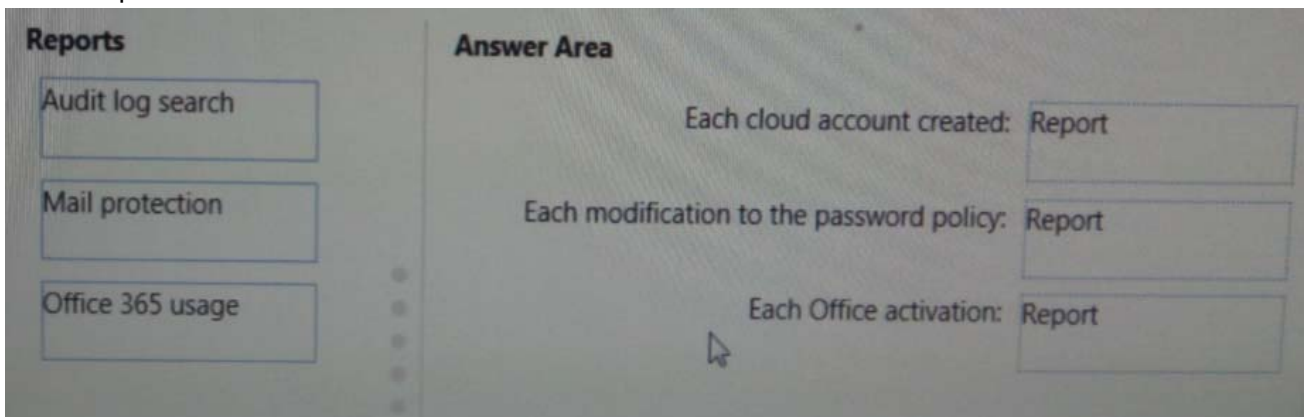 Reports
Answer Area
Audit log search
Each cloud account created: Report
Mail protection
Each modification to the password policy: Report
Office 365 usage
Each Office activation: Report